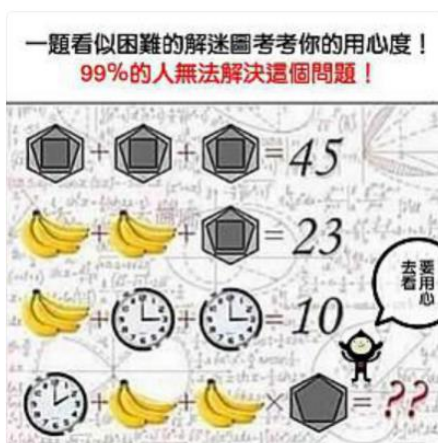 一題看似困難的解迷圖考考你的用心度！
99%的人無法解決這個問題！
+ + = 45
+ + = 23
+ + = 10
要用心
去看
+ + × = ??